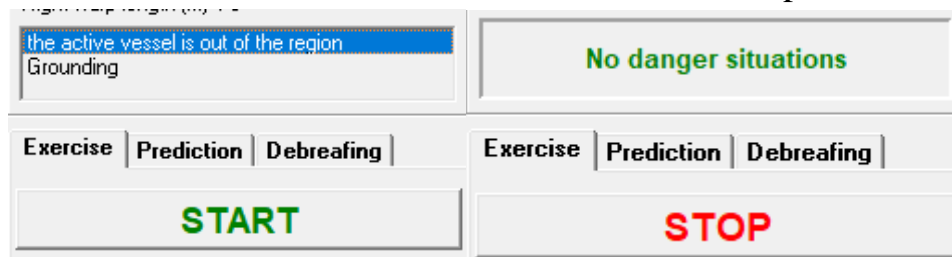 the active vessel is out of the region
Grounding
No danger situations
Exercise Prediction Debreafing
Exercise Prediction Debreafing
START
STOP